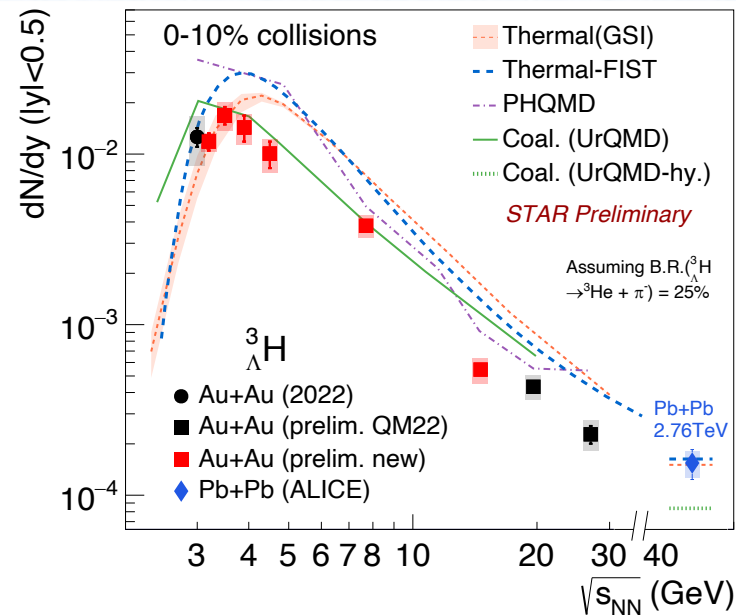 0-10% collisions
Thermal(GSI)
Thermal-FIST
PHQMD
Coal. (UrQMD)
Coal. (UrQMD-hy.)
STAR Preliminary
Assuming B.R.(³ΛH
→³He + π⁻) = 25%
³ΛH
Au+Au (2022)
Au+Au (prelim. QM22)
Au+Au (prelim. new)
Pb+Pb (ALICE)
Pb+Pb
2.76TeV
dN/dy (|y|<0.5)
10⁻²
10⁻³
10⁻⁴
3 4 5 6 7 8 10 20 30 40
√sNN (GeV)